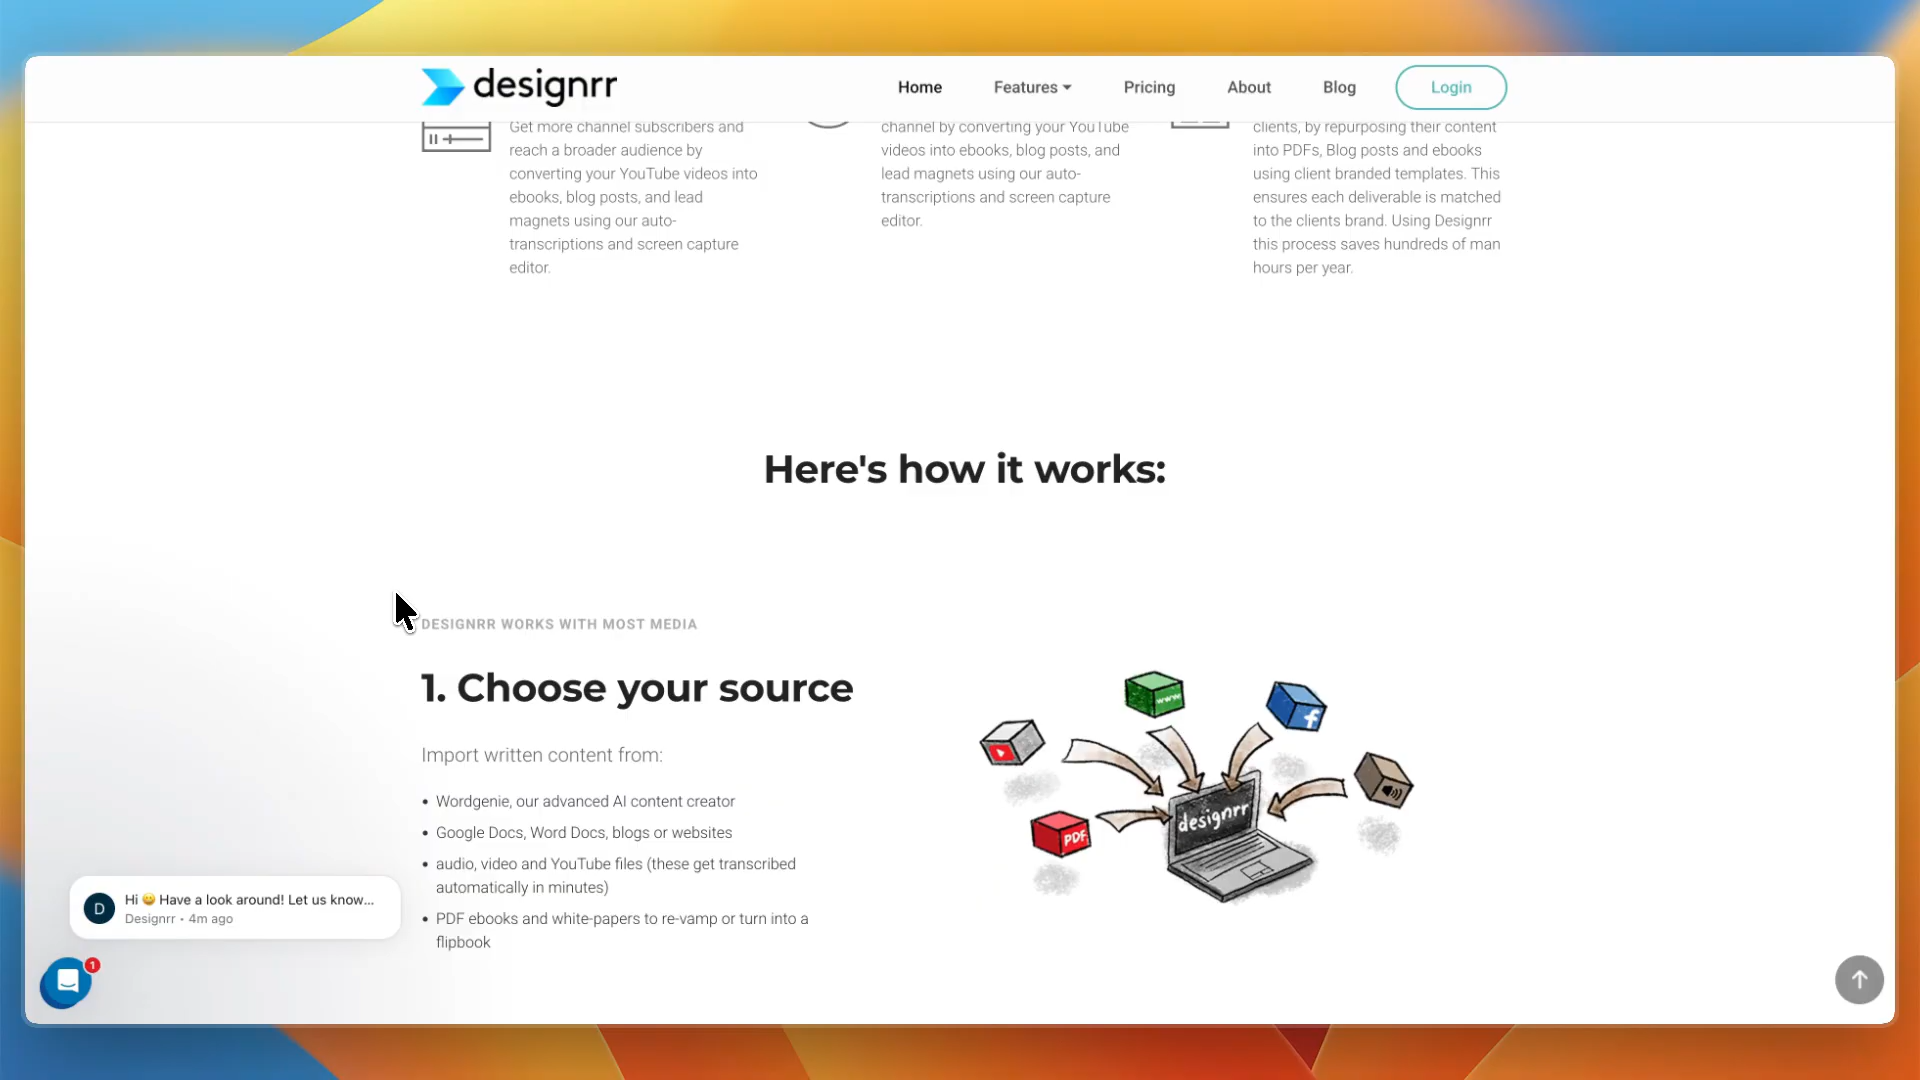 designrr
Home
Features
Pricing
About
Blog
Login
Get more channel subscribers and
reach a broader audience by
converting your YouTube videos into
ebooks, blog posts, and lead
magnets using our auto-
transcriptions and screen capture
editor.
channel by converting your YouTube
videos into ebooks, blog posts, and
lead magnets using our auto-
transcriptions and screen capture
editor.
clients, by repurposing their content
into PDFs, Blog posts and ebooks
using client branded templates. This
ensures each deliverable is matched
to the clients brand. Using Designrr
this process saves hundreds of man
hours per year.
Here's how it works:
DESIGNRR WORKS WITH MOST MEDIA
1. Choose your source
Import written content from:
• Wordgenie, our advanced AI content creator
• Google Docs, Word Docs, blogs or websites
• audio, video and YouTube files (these get transcribed
automatically in minutes)
• PDF ebooks and white-papers to re-vamp or turn into a
flipbook
www
f
PDF
designrr
D
Hi 😀 Have a look around! Let us know...
Designrr • 4m ago
1